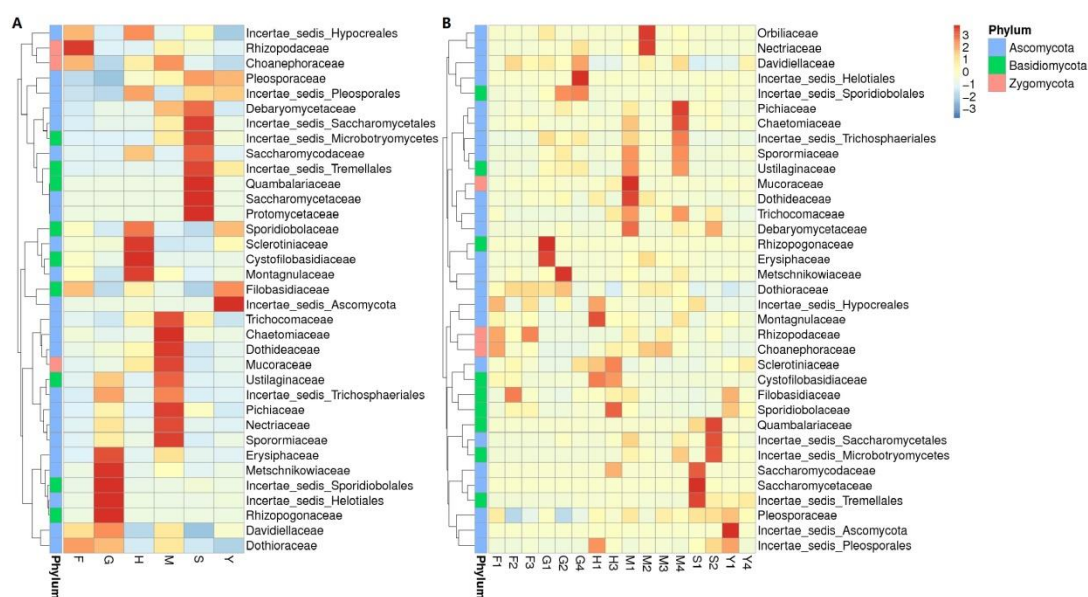 A
Incertae_sedis_Hypocreales
Rhizopodaceae
Choanephoraceae
Pleosporaceae
Incertae_sedis_Pleosporales
Debaryomycetaceae
Incertae_sedis_Saccharomycetales
Incertae_sedis_Microbotryomycetes
Saccharomycodaceae
Incertae_sedis_Tremellales
Quambalariaceae
Saccharomycetaceae
Protomycetaceae
Sporidiobolaceae
Sclerotiniaceae
Cystofilobasidiaceae
Montagnulaceae
Filobasidiaceae
Incertae_sedis_Ascomycota
Trichocomaceae
Chaetomiaceae
Dothideaceae
Mucoraceae
Ustilaginaceae
Incertae_sedis_Trichosphaeriales
Pichiaceae
Nectriaceae
Sporormiaceae
Erysiphaceae
Metschnikowiaceae
Incertae_sedis_Sporidiobolales
Incertae_sedis_Helotiales
Rhizopogonaceae
Davidiellaceae
Dothioraceae
Phylum F G H M S Y
B
Orbiliaceae
Nectriaceae
Davidiellaceae
Incertae_sedis_Helotiales
Incertae_sedis_Sporidiobolales
Pichiaceae
Chaetomiaceae
Incertae_sedis_Trichosphaeriales
Sporormiaceae
Ustilaginaceae
Mucoraceae
Dothideaceae
Trichocomaceae
Debaryomycetaceae
Rhizopogonaceae
Erysiphaceae
Metschnikowiaceae
Dothioraceae
Incertae_sedis_Hypocreales
Montagnulaceae
Rhizopodaceae
Choanephoraceae
Sclerotiniaceae
Cystofilobasidiaceae
Filobasidiaceae
Sporidiobolaceae
Quambalariaceae
Incertae_sedis_Saccharomycetales
Incertae_sedis_Microbotryomycetes
Saccharomycodaceae
Saccharomycetaceae
Incertae_sedis_Tremellales
Pleosporaceae
Incertae_sedis_Ascomycota
Incertae_sedis_Pleosporales
Phylum F1 F2 F3 G1 G2 G4 H1 H3 M1 M2 M3 M4 S1 S2 Y1 Y4
3
2
1
0
-1
-2
-3
Phylum
Ascomycota
Basidiomycota
Zygomycota